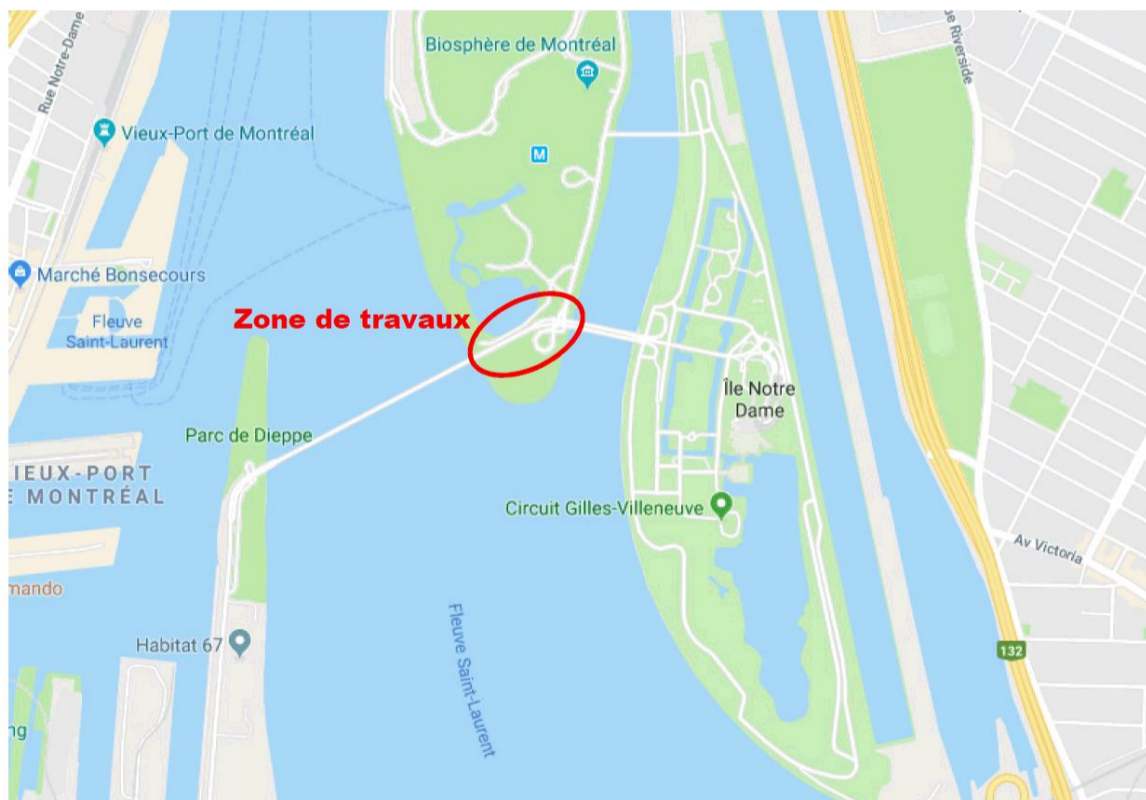 Biosphère de Montréal
Rue Notre-Dame
Riverside
Vieux-Port de Montréal
M
Marché Bonsecours
Fleuve
Saint-Laurent
Zone de travaux
Île Notre
Dame
Parc de Dieppe
IEUX-PORT
E MONTRÉAL
Circuit Gilles-Villeneuve
Av Victoria
mando
Fleuve Saint-Laurent
Habitat 67
132
ng